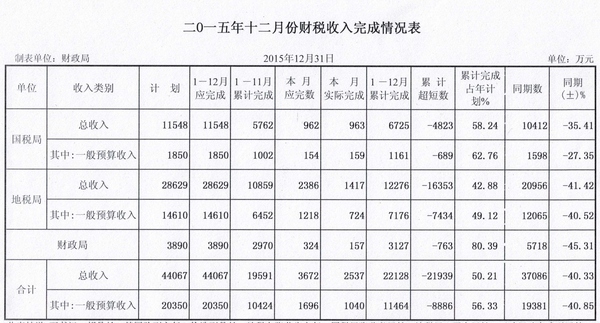 二〇一五年十二月份财税收入完成情况表
制表单位：财政局 2015年12月31日 单位：万元
单位 收入类别 计 划 1－12月应完成 1－11月累计完成 本 月应完数 本 月实际完成 1－12月累计完成 累 计超短数 累计完成占年计划% 同期数 同期(±)%
国税局 总收入 11548 11548 5762 962 963 6725 -4823 58.24 10412 -35.41
其中:一般预算收入 1850 1850 1002 154 159 1161 -689 62.76 1598 -27.35
地税局 总收入 28629 28629 10859 2386 1417 12276 -16353 42.88 20956 -41.42
其中:一般预算收入 14610 14610 6452 1218 724 7176 -7434 49.12 12065 -40.52
财政局 3890 3890 2970 324 157 3127 -763 80.39 5718 -45.31
合计 总收入 44067 44067 19591 3672 2537 22128 -21939 50.21 37086 -40.33
其中:一般预算收入 20350 20350 10424 1696 1040 11464 -8886 56.33 19381 -40.85